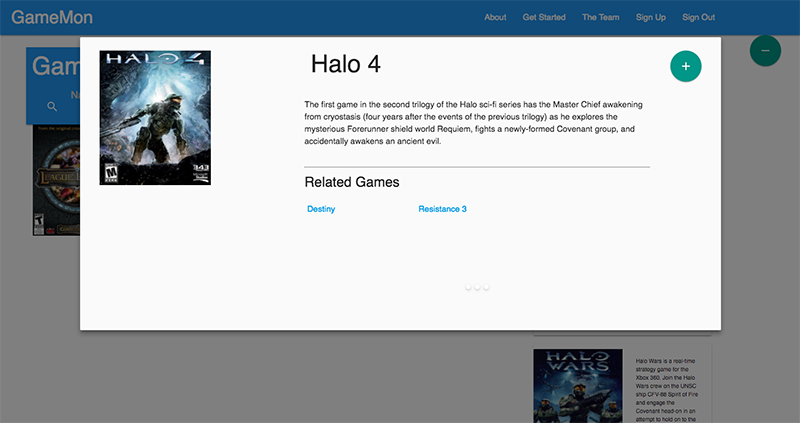 GameMon
About
Get Started
The Team
Sign Up
Sign Out
Gam
Na
HALO 4
343
M
Halo 4
+
The first game in the second trilogy of the Halo sci-fi series has the Master Chief awakening
from cryostasis (four years after the events of the previous trilogy) as he explores the
mysterious Forerunner shield world Requiem, fights a newly-formed Covenant group, and
accidentally awakens an ancient evil.
Related Games
Destiny
Resistance 3
HALO WARS
Halo Wars is a real-time
strategy game for the
Xbox 360. Join the Halo
Wars crew on the UNSC
ship CFV-88 Spirit of Fire
and engage the
Covenant head-on in an
attempt to hold on to the